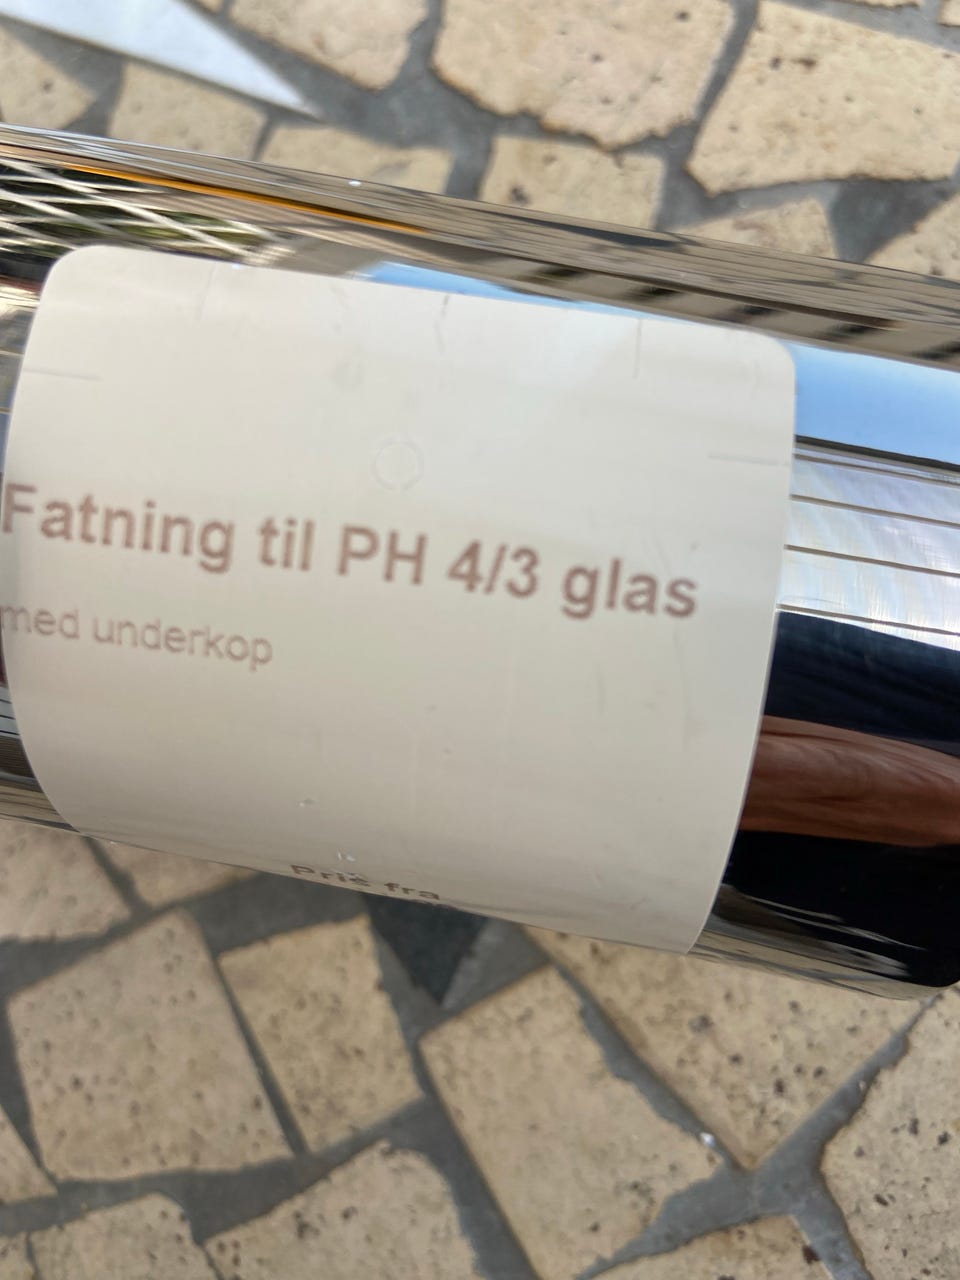 Fatning til PH 4/3 glas
med underkop
Pris fra